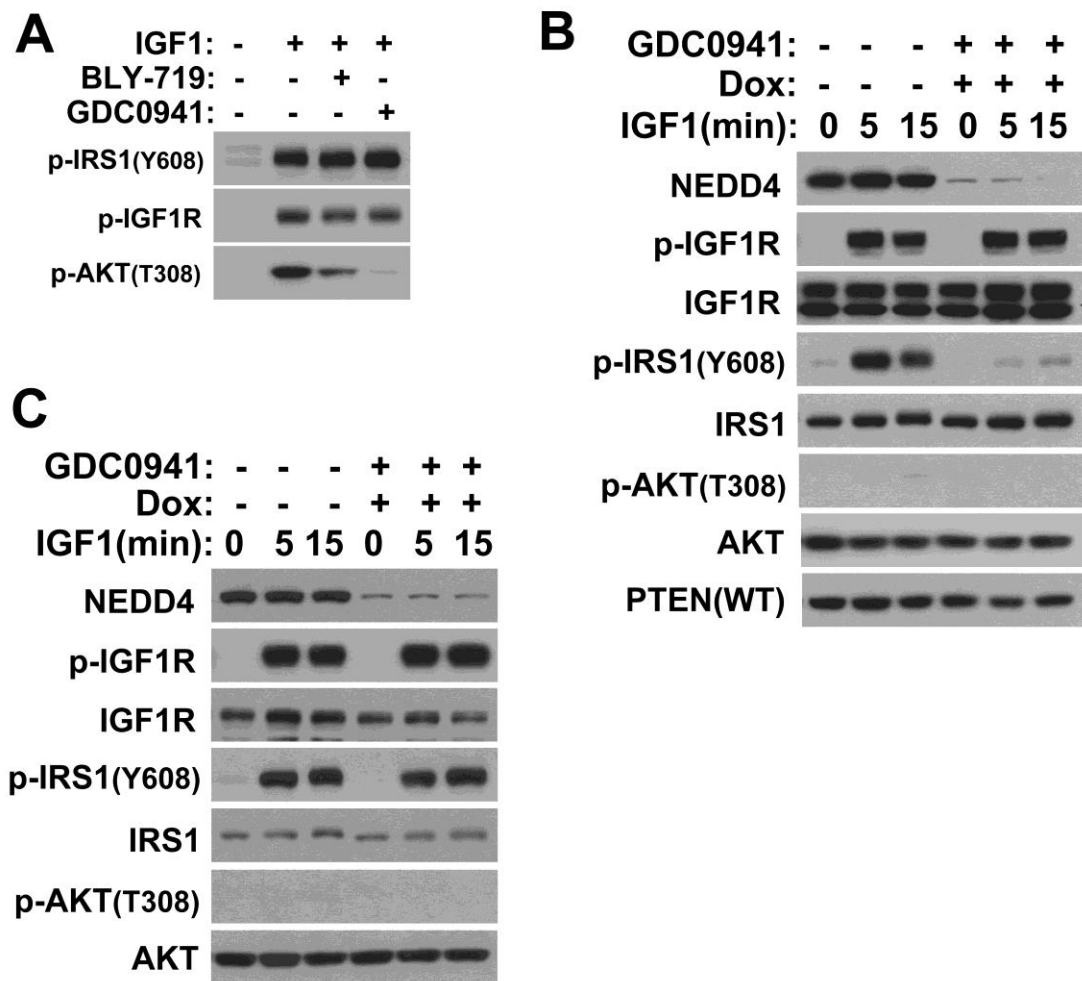 A
IGF1: - + + +
BLY-719: - - + -
GDC0941: - - - +
p-IRS1(Y608)
p-IGF1R
p-AKT(T308)
B
GDC0941: - - - + + +
Dox: - - - + + +
IGF1(min): 0 5 15 0 5 15
NEDD4
p-IGF1R
IGF1R
p-IRS1(Y608)
IRS1
p-AKT(T308)
AKT
PTEN(WT)
C
GDC0941: - - - + + +
Dox: - - - + + +
IGF1(min): 0 5 15 0 5 15
NEDD4
p-IGF1R
IGF1R
p-IRS1(Y608)
IRS1
p-AKT(T308)
AKT